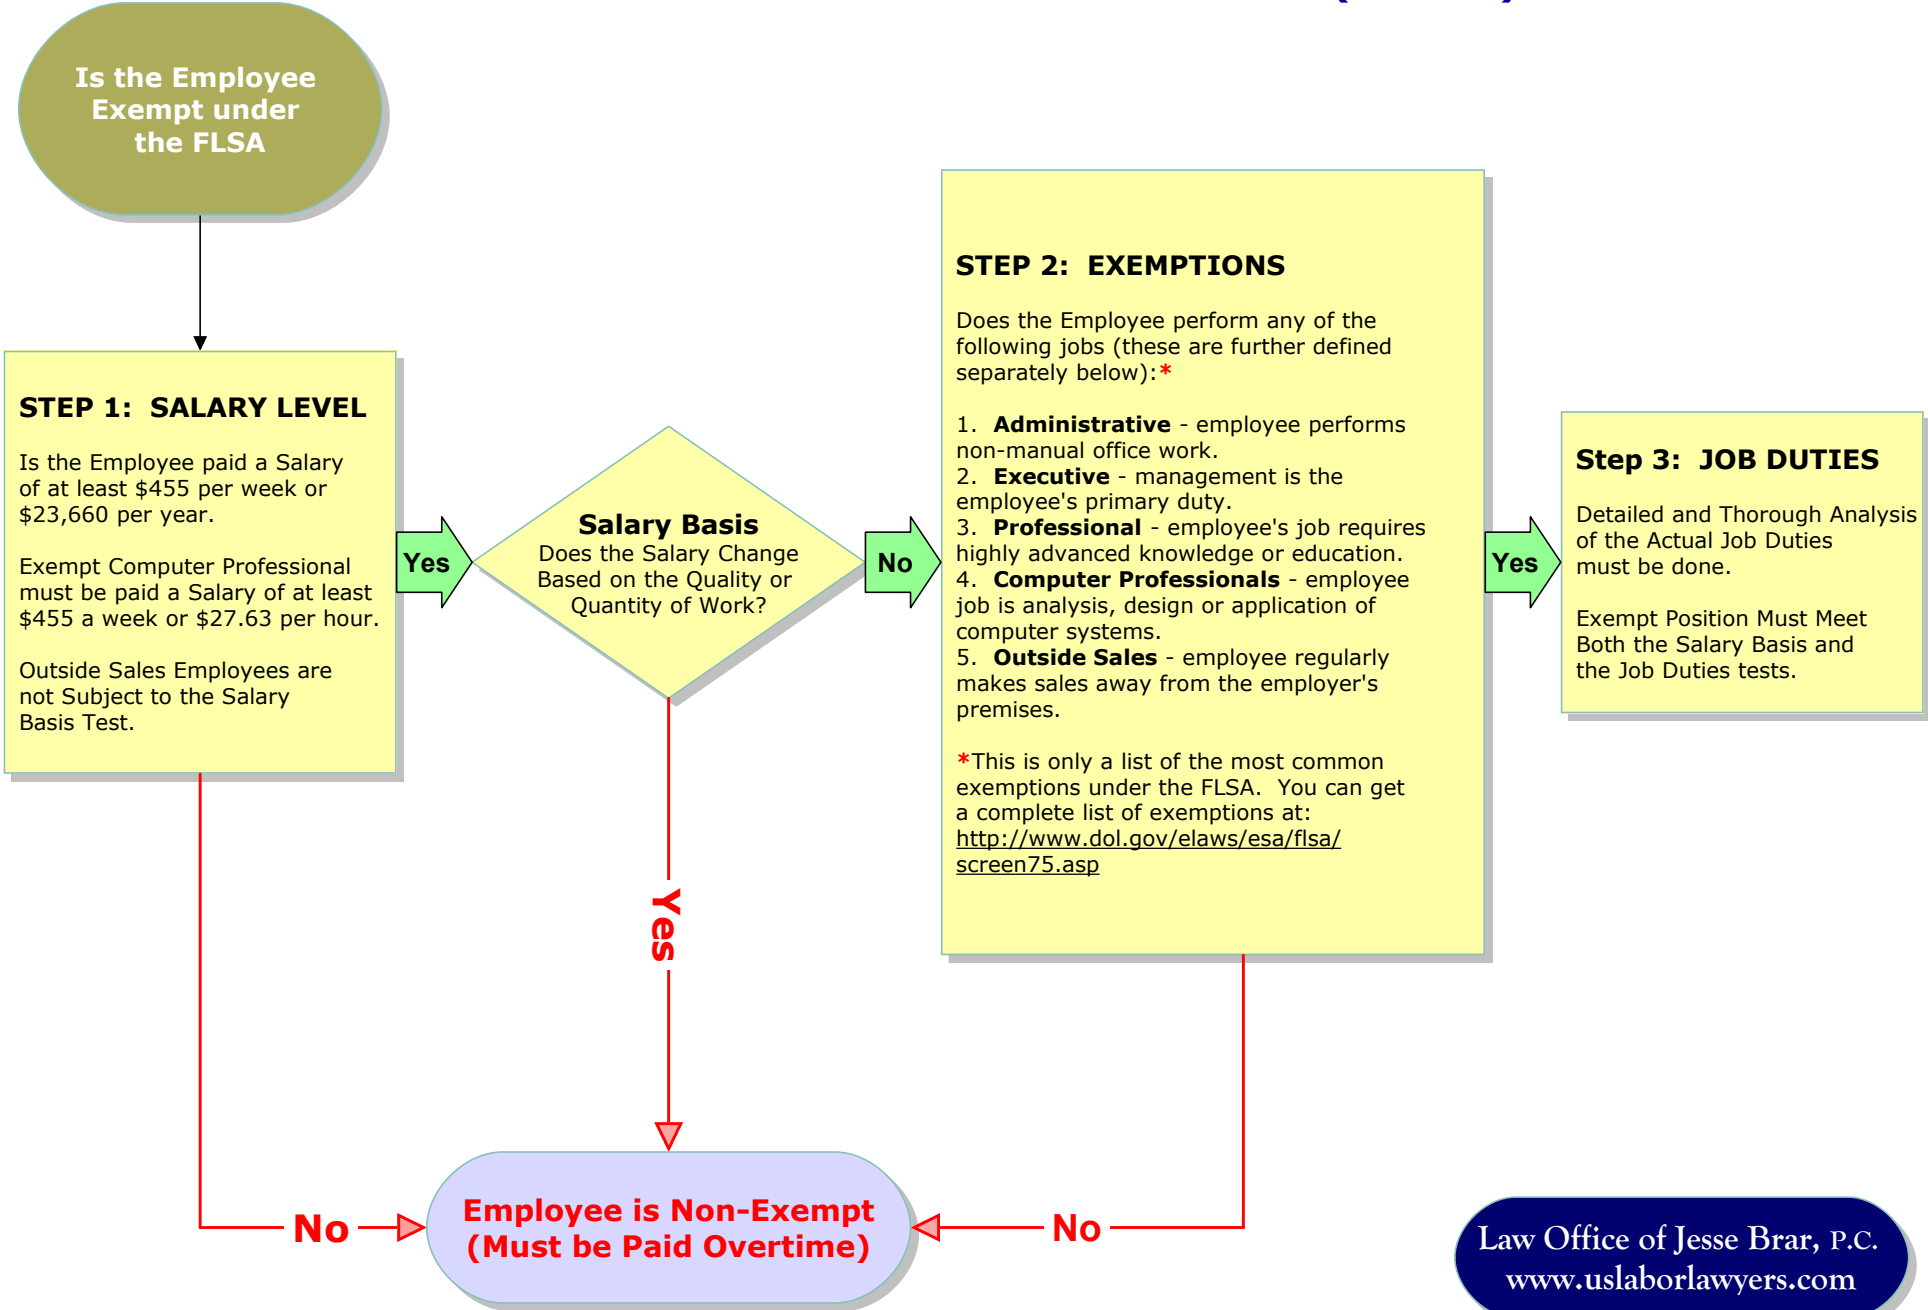 Is the Employee
Exempt under
the FLSA
STEP 1: SALARY LEVEL
Is the Employee paid a Salary
of at least $455 per week or
$23,660 per year.
Exempt Computer Professional
must be paid a Salary of at least
$455 a week or $27.63 per hour.
Outside Sales Employees are
not Subject to the Salary
Basis Test.
Yes
Salary Basis
Does the Salary Change
Based on the Quality or
Quantity of Work?
No
STEP 2: EXEMPTIONS
Does the Employee perform any of the
following jobs (these are further defined
separately below):*
1. Administrative - employee performs
non-manual office work.
2. Executive - management is the
employee's primary duty.
3. Professional - employee's job requires
highly advanced knowledge or education.
4. Computer Professionals - employee
job is analysis, design or application of
computer systems.
5. Outside Sales - employee regularly
makes sales away from the employer's
premises.
*This is only a list of the most common
exemptions under the FLSA. You can get
a complete list of exemptions at:
http://www.dol.gov/elaws/esa/flsa/
screen75.asp
Yes
Step 3: JOB DUTIES
Detailed and Thorough Analysis
of the Actual Job Duties
must be done.
Exempt Position Must Meet
Both the Salary Basis and
the Job Duties tests.
Yes
No
Employee is Non-Exempt
(Must be Paid Overtime)
No
Law Office of Jesse Brar, P.C.
www.uslaborlawyers.com